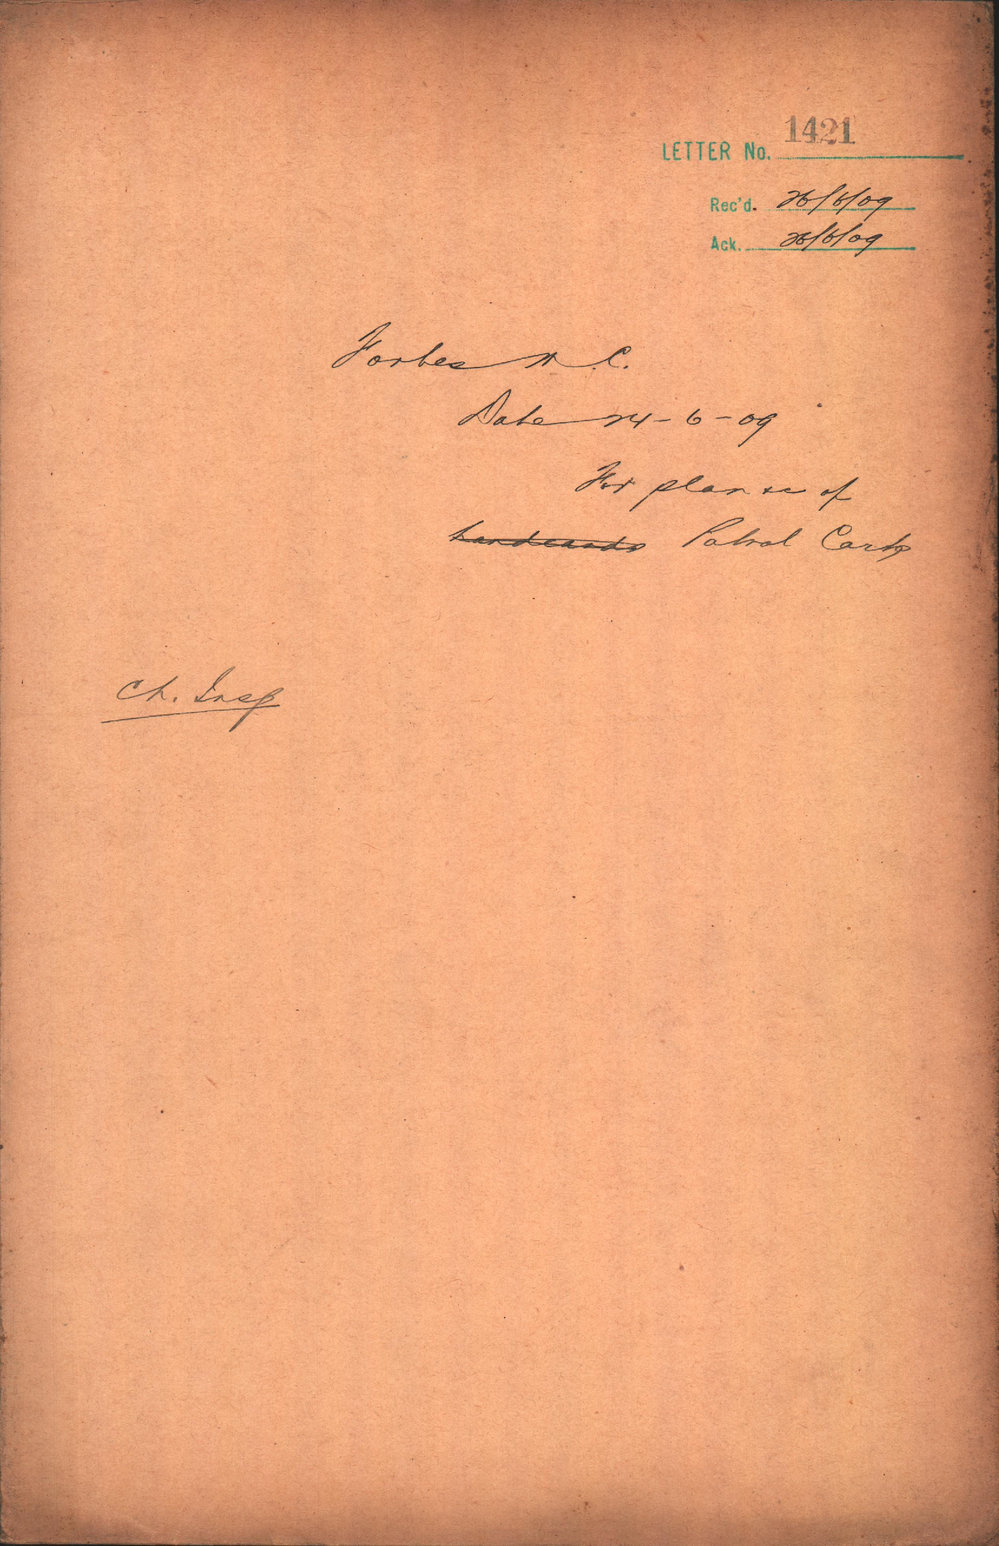 LETTER No. 1421
Rec'd. 26/6/09
Ack. 26/6/09
Forbes M.C.
Date 24-6-09
For plan &c of
handcards Patrol Carts
Ch. Insp